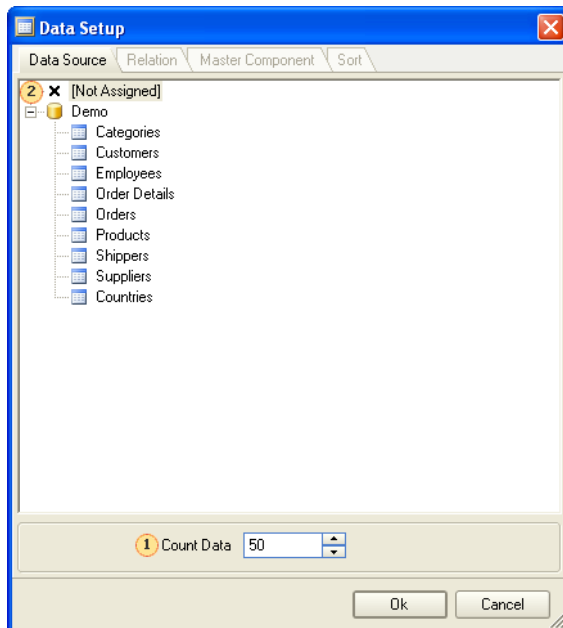 Data Setup
Data Source Relation Master Component Sort
2 [Not Assigned]
Demo
Categories
Customers
Employees
Order Details
Orders
Products
Shippers
Suppliers
Countries
1 Count Data 50
Ok Cancel